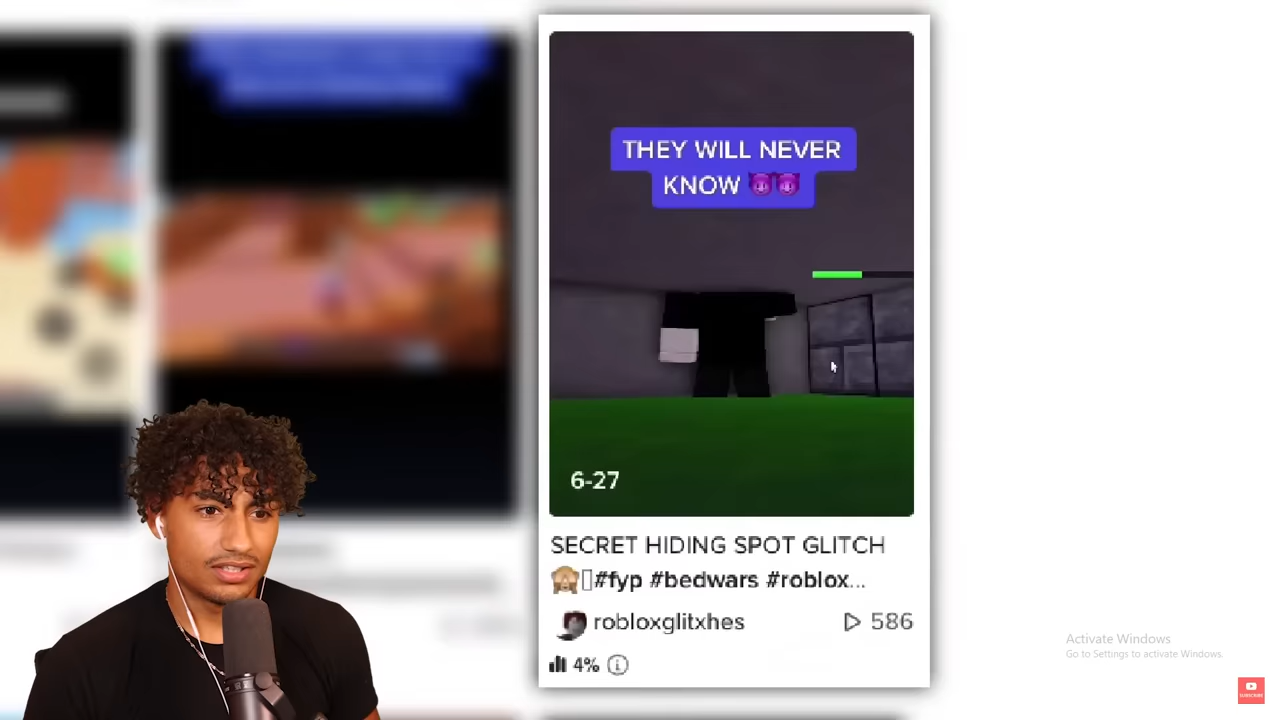 THEY WILL NEVER
KNOW 😈😈
6-27
SECRET HIDING SPOT GLITCH
🙈▯#fyp #bedwars #roblox...
robloxglitxhes
586
4%
Activate Windows
Go to Settings to activate Windows.
SUBSCRIBE